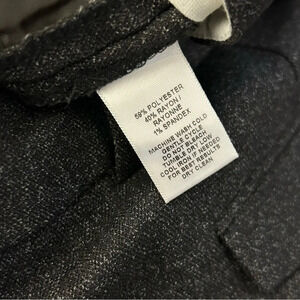 59% POLYESTER
40% RAYON /
RAYONNE
1% SPANDEX
MACHINE WASH COLD
GENTLE CYCLE
DO NOT BLEACH
TUMBLE DRY LOW
COOL IRON IF NEEDED
FOR BEST RESULTS
DRY CLEAN